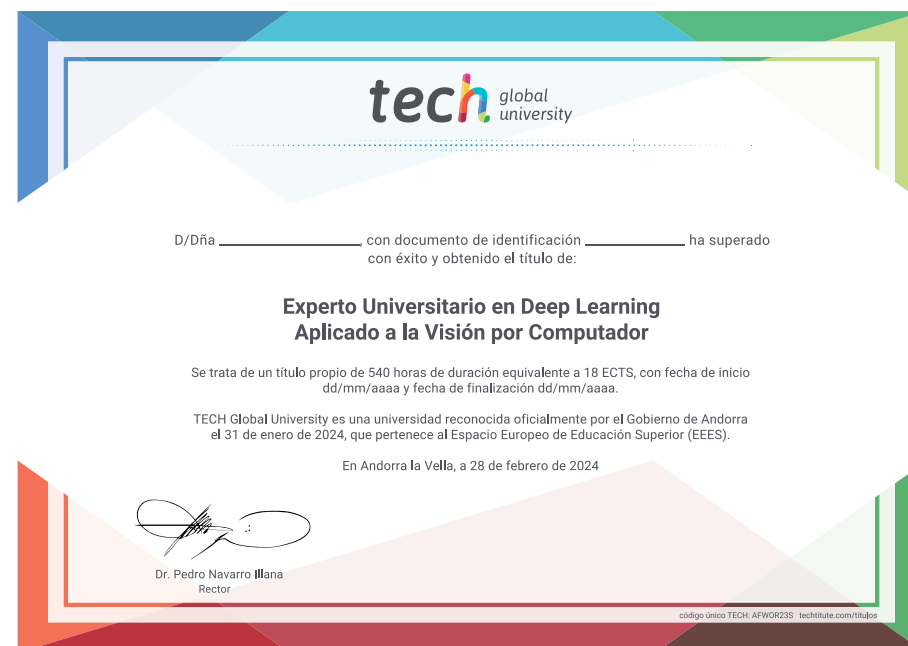 tech global university
D/Dña ________________, con documento de identificación ____________ ha superado
con éxito y obtenido el título de:
Experto Universitario en Deep Learning
Aplicado a la Visión por Computador
Se trata de un título propio de 540 horas de duración equivalente a 18 ECTS, con fecha de inicio
dd/mm/aaaa y fecha de finalización dd/mm/aaaa.
TECH Global University es una universidad reconocida oficialmente por el Gobierno de Andorra
el 31 de enero de 2024, que pertenece al Espacio Europeo de Educación Superior (EEES).
En Andorra la Vella, a 28 de febrero de 2024
Dr. Pedro Navarro Illana
Rector
código único TECH: AFWOR23S techtitute.com/titulos